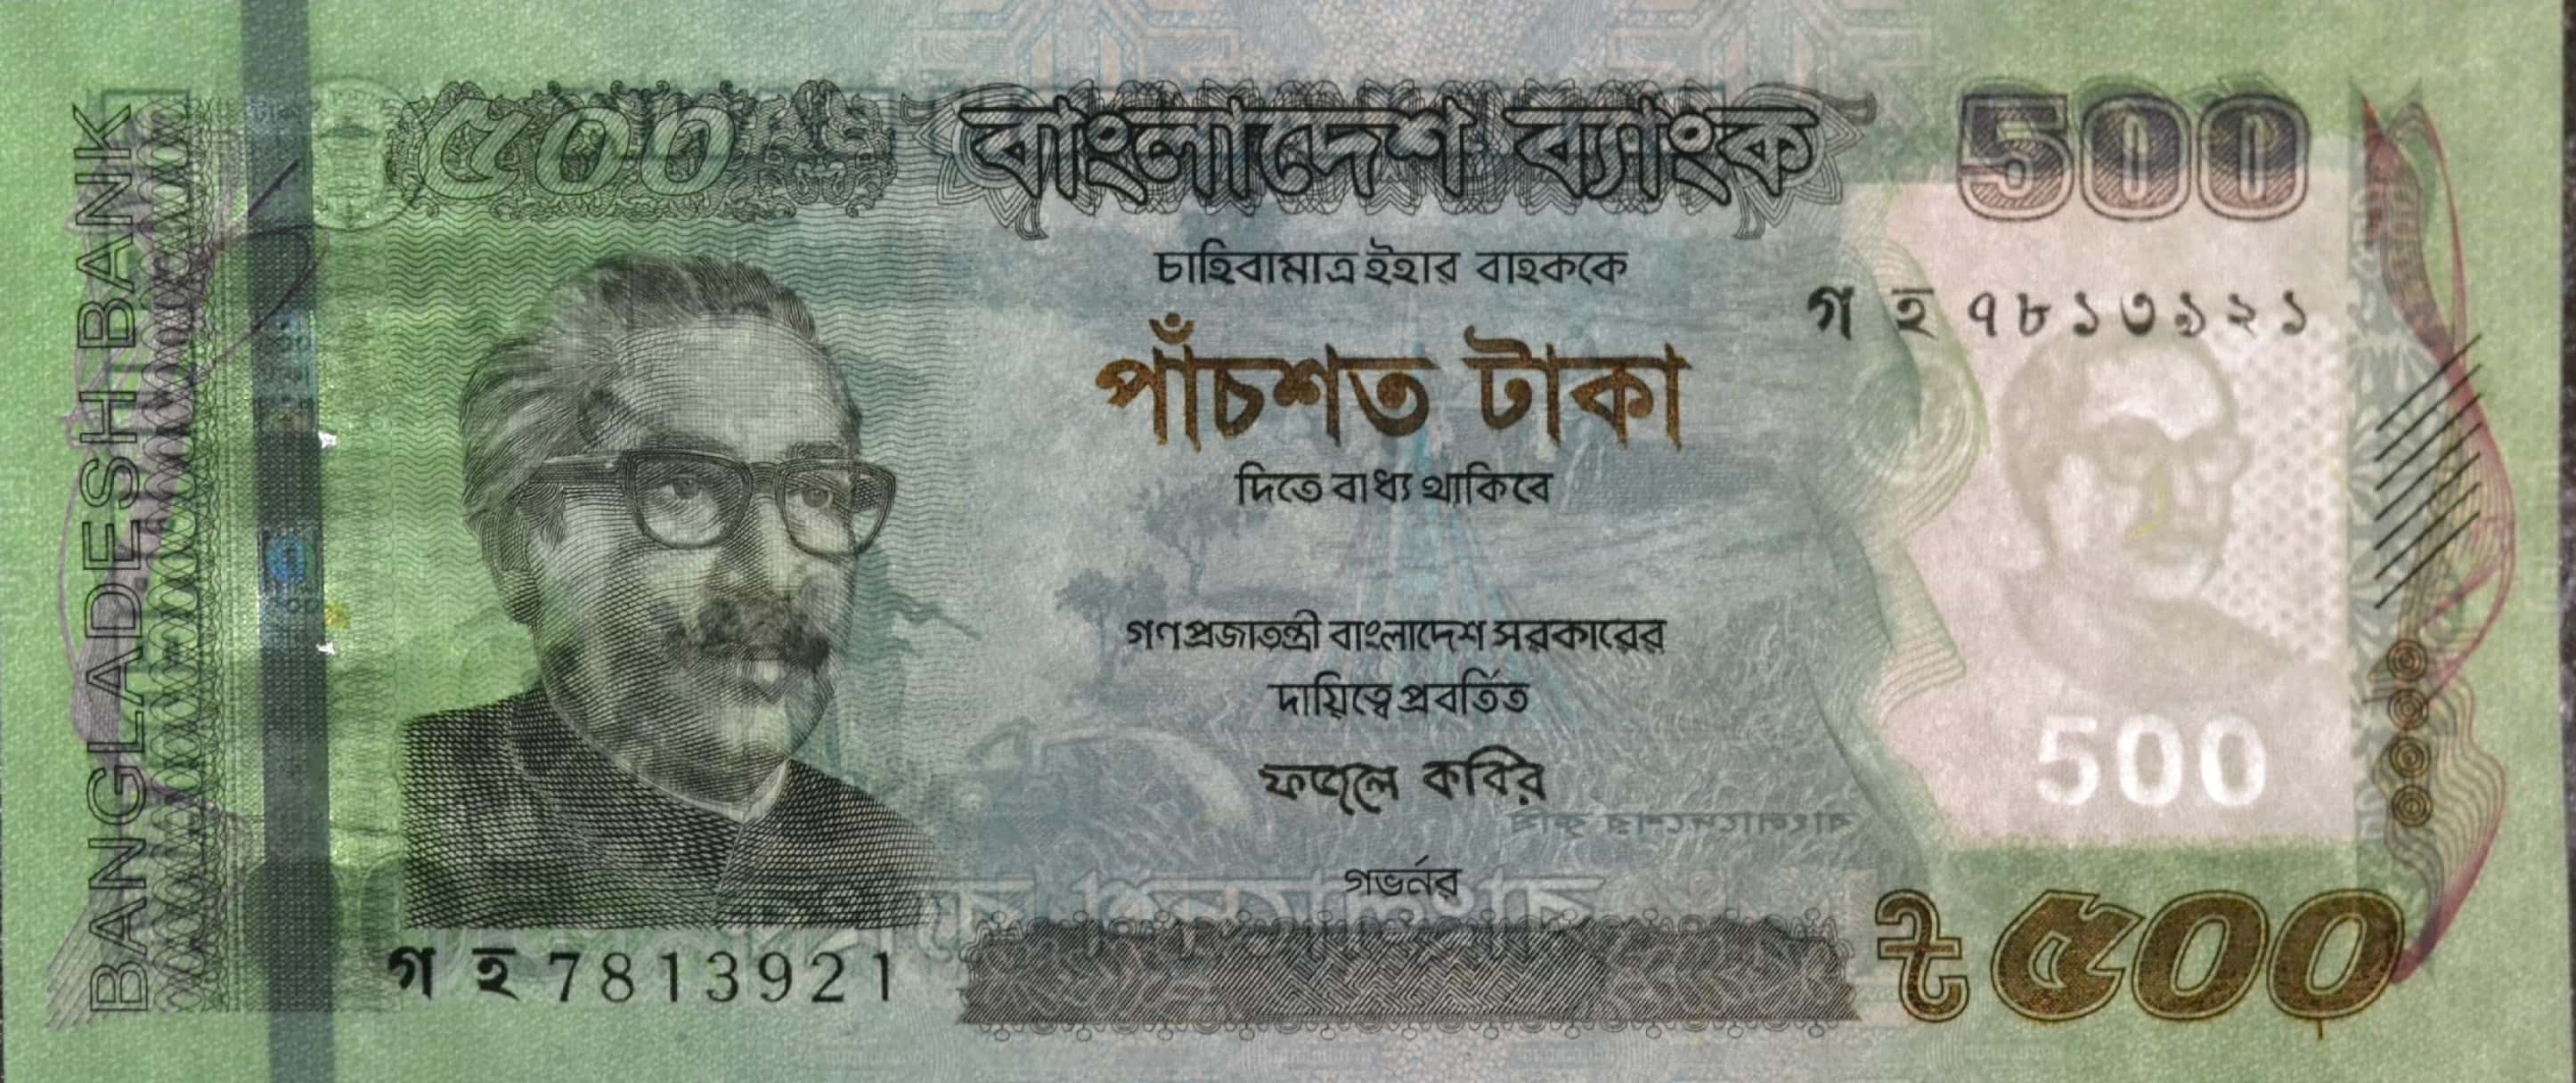 BANGLADESH BANK
৫০০
বাংলাদেশ ব্যাংক
500
চাহিবামাত্র ইহার বাহককে
গ হ ৭৮১৩৯২১
পাঁচশত টাকা
দিতে বাধ্য থাকিবে
গণপ্রজাতন্ত্রী বাংলাদেশ সরকারের
দায়িত্বে প্রবর্তিত
ফজলে কবির
গভর্নর
500
গ হ 7813921
৳ ৫০০